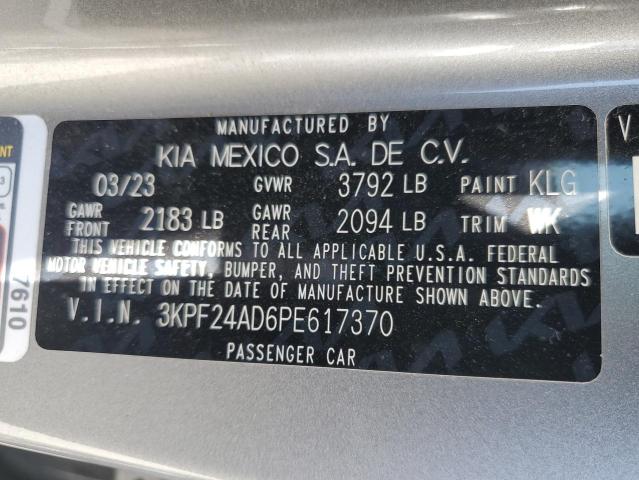 MANUFACTURED BY
KIA MEXICO S.A. DE C.V.
03/23 GVWR 3792 LB PAINT KLG
GAWR FRONT 2183 LB GAWR REAR 2094 LB TRIM WK
THIS VEHICLE CONFORMS TO ALL APPLICABLE U.S.A. FEDERAL
MOTOR VEHICLE SAFETY, BUMPER, AND THEFT PREVENTION STANDARDS
IN EFFECT ON THE DATE OF MANUFACTURE SHOWN ABOVE.
V.I.N. 3KPF24AD6PE617370
PASSENGER CAR
7610
V